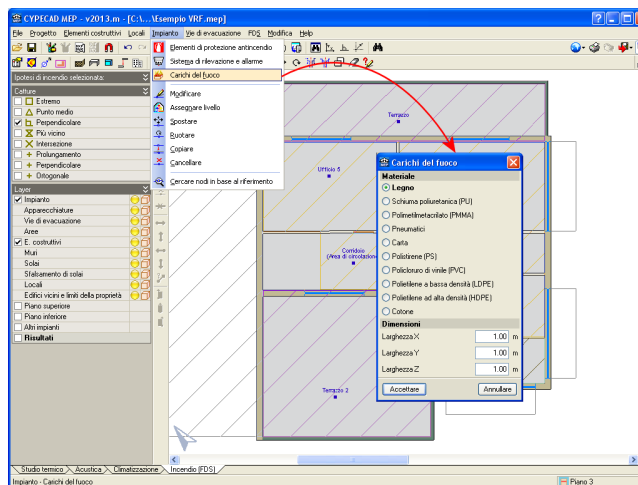 CYPECAD MEP - v2013.m - [C:\...\Esempio VRF.mep]
File Progetto Elementi costruttivi Locali Impianto Vie di evacuazione FDS Modifica Help
Ipotesi di incendio selezionata:
Catture
Estremo
Punto medio
Perpendicolare
Più vicino
Intersezione
Prolungamento
Perpendicolare
Ortogonale
Layer
Impianto
Apparecchiature
Vie di evacuazione
Aree
E. costruttivi
Muri
Solai
Sfalsamento di solai
Locali
Edifici vicini e limiti della proprietà
Piano superiore
Piano inferiore
Altri impianti
Risultati
Elementi di protezione antincendio
Sistema di rilevazione e allarme
Carichi del fuoco
Modificare
Assegnare livello
Spostare
Ruotare
Copiare
Cancellare
Cercare nodi in base al riferimento
Terrazzo
Ufficio 5
Corridoio
(Area di circolazione)
Terrazzo 2
Carichi del fuoco
Materiale
Legno
Schiuma poliuretanica (PU)
Polimetilmetacrilato (PMMA)
Pneumatici
Carta
Polistirene (PS)
Policloruro di vinile (PVC)
Polietilene a bassa densità (LDPE)
Polietilene ad alta densità (HDPE)
Cotone
Dimensioni
Larghezza X 1.00 m
Larghezza Y 1.00 m
Larghezza Z 1.00 m
Accettare Annullare
Studio termico Acustica Climatizzazione Incendio (FDS)
Impianto - Carichi del fuoco Piano 3